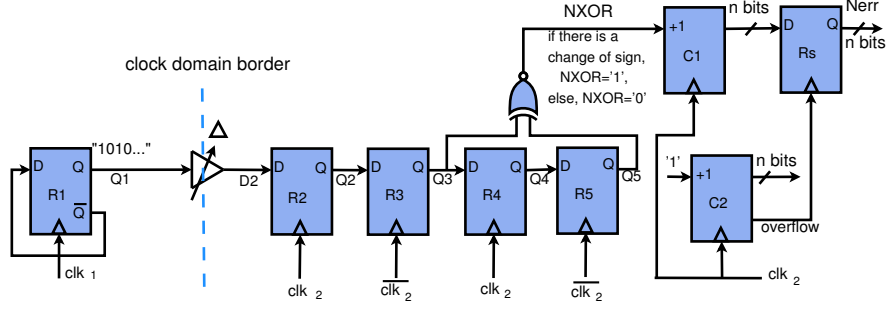 NXOR
n bits
Nerr
if there is a
change of sign,
NXOR='1',
else, NXOR='0'
+1
C1
D
Q
Rs
n bits
clock domain border
"1010..."
Δ
D
Q
R1
Q
Q1
D2
D
Q
R2
Q2
D
Q
R3
Q3
D
Q
R4
Q4
D
Q
R5
Q5
'1'
+1
C2
n bits
overflow
clk 1
clk 2
clk 2
clk 2
clk 2
clk 2